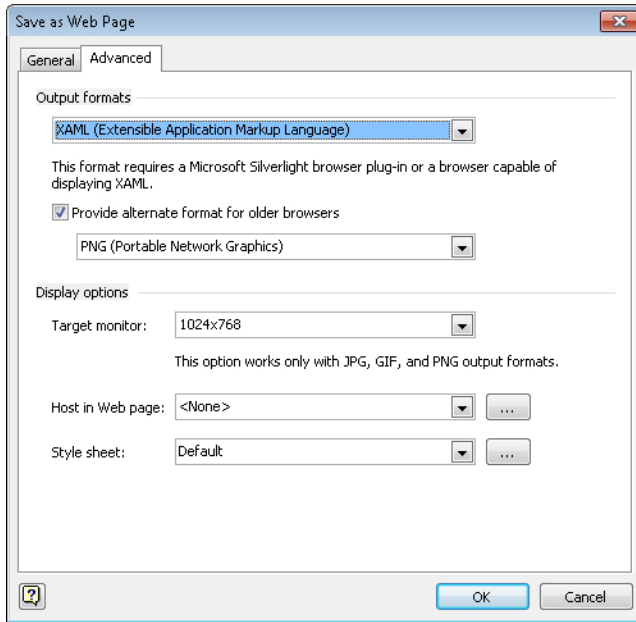 Save as Web Page
General
Advanced
Output formats
XAML (Extensible Application Markup Language)
This format requires a Microsoft Silverlight browser plug-in or a browser capable of
displaying XAML.
Provide alternate format for older browsers
PNG (Portable Network Graphics)
Display options
Target monitor: 1024x768
This option works only with JPG, GIF, and PNG output formats.
Host in Web page: <None> ...
Style sheet: Default ...
? OK Cancel